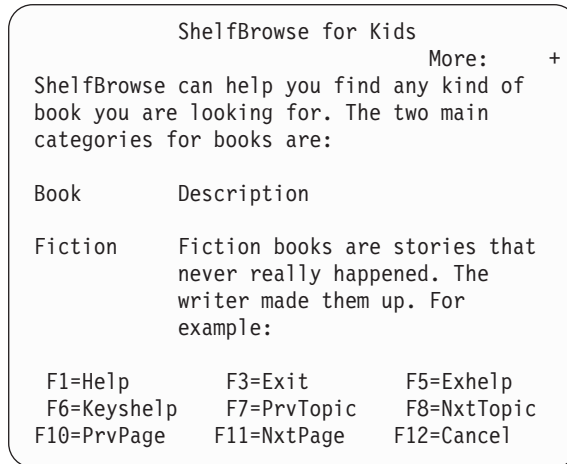 ShelfBrowse for Kids
More: +
ShelfBrowse can help you find any kind of
book you are looking for. The two main
categories for books are:
Book Description
Fiction Fiction books are stories that
never really happened. The
writer made them up. For
example:
F1=Help F3=Exit F5=Exhelp
F6=Keyshelp F7=PrvTopic F8=NxtTopic
F10=PrvPage F11=NxtPage F12=Cancel